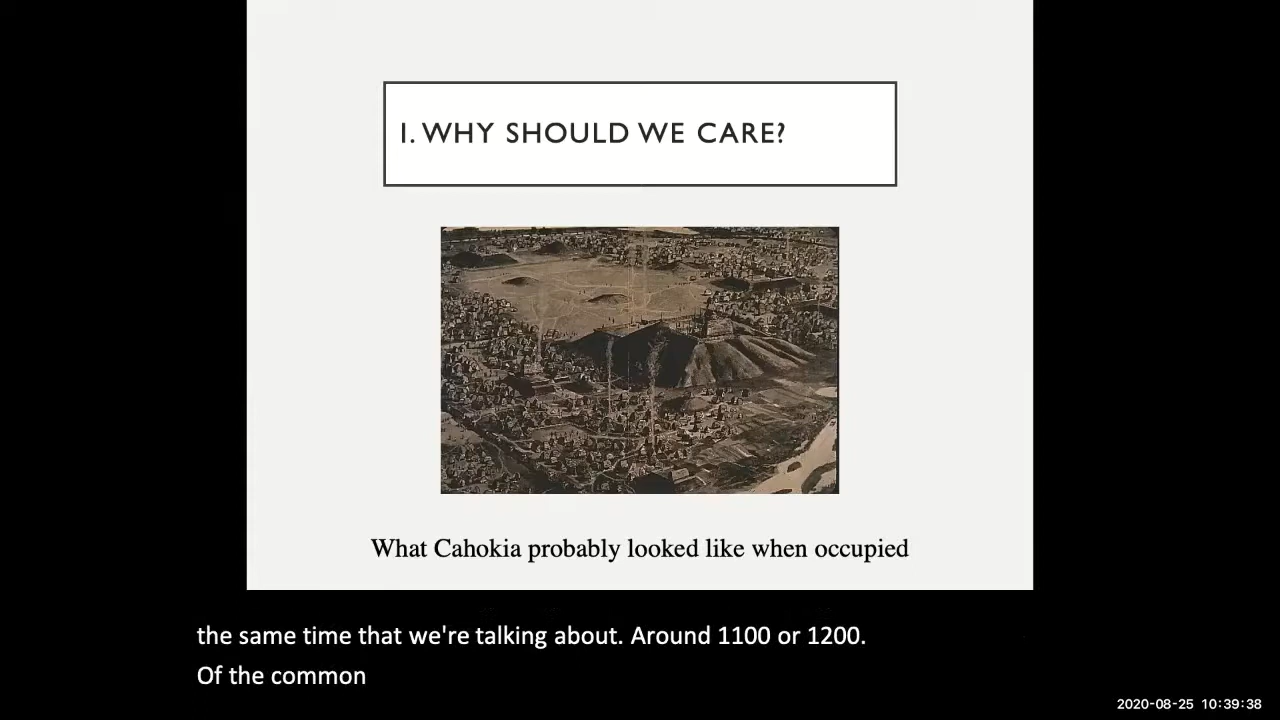 I. WHY SHOULD WE CARE?
What Cahokia probably looked like when occupied
the same time that we're talking about. Around 1100 or 1200.
Of the common
2020-08-25 10:39:38